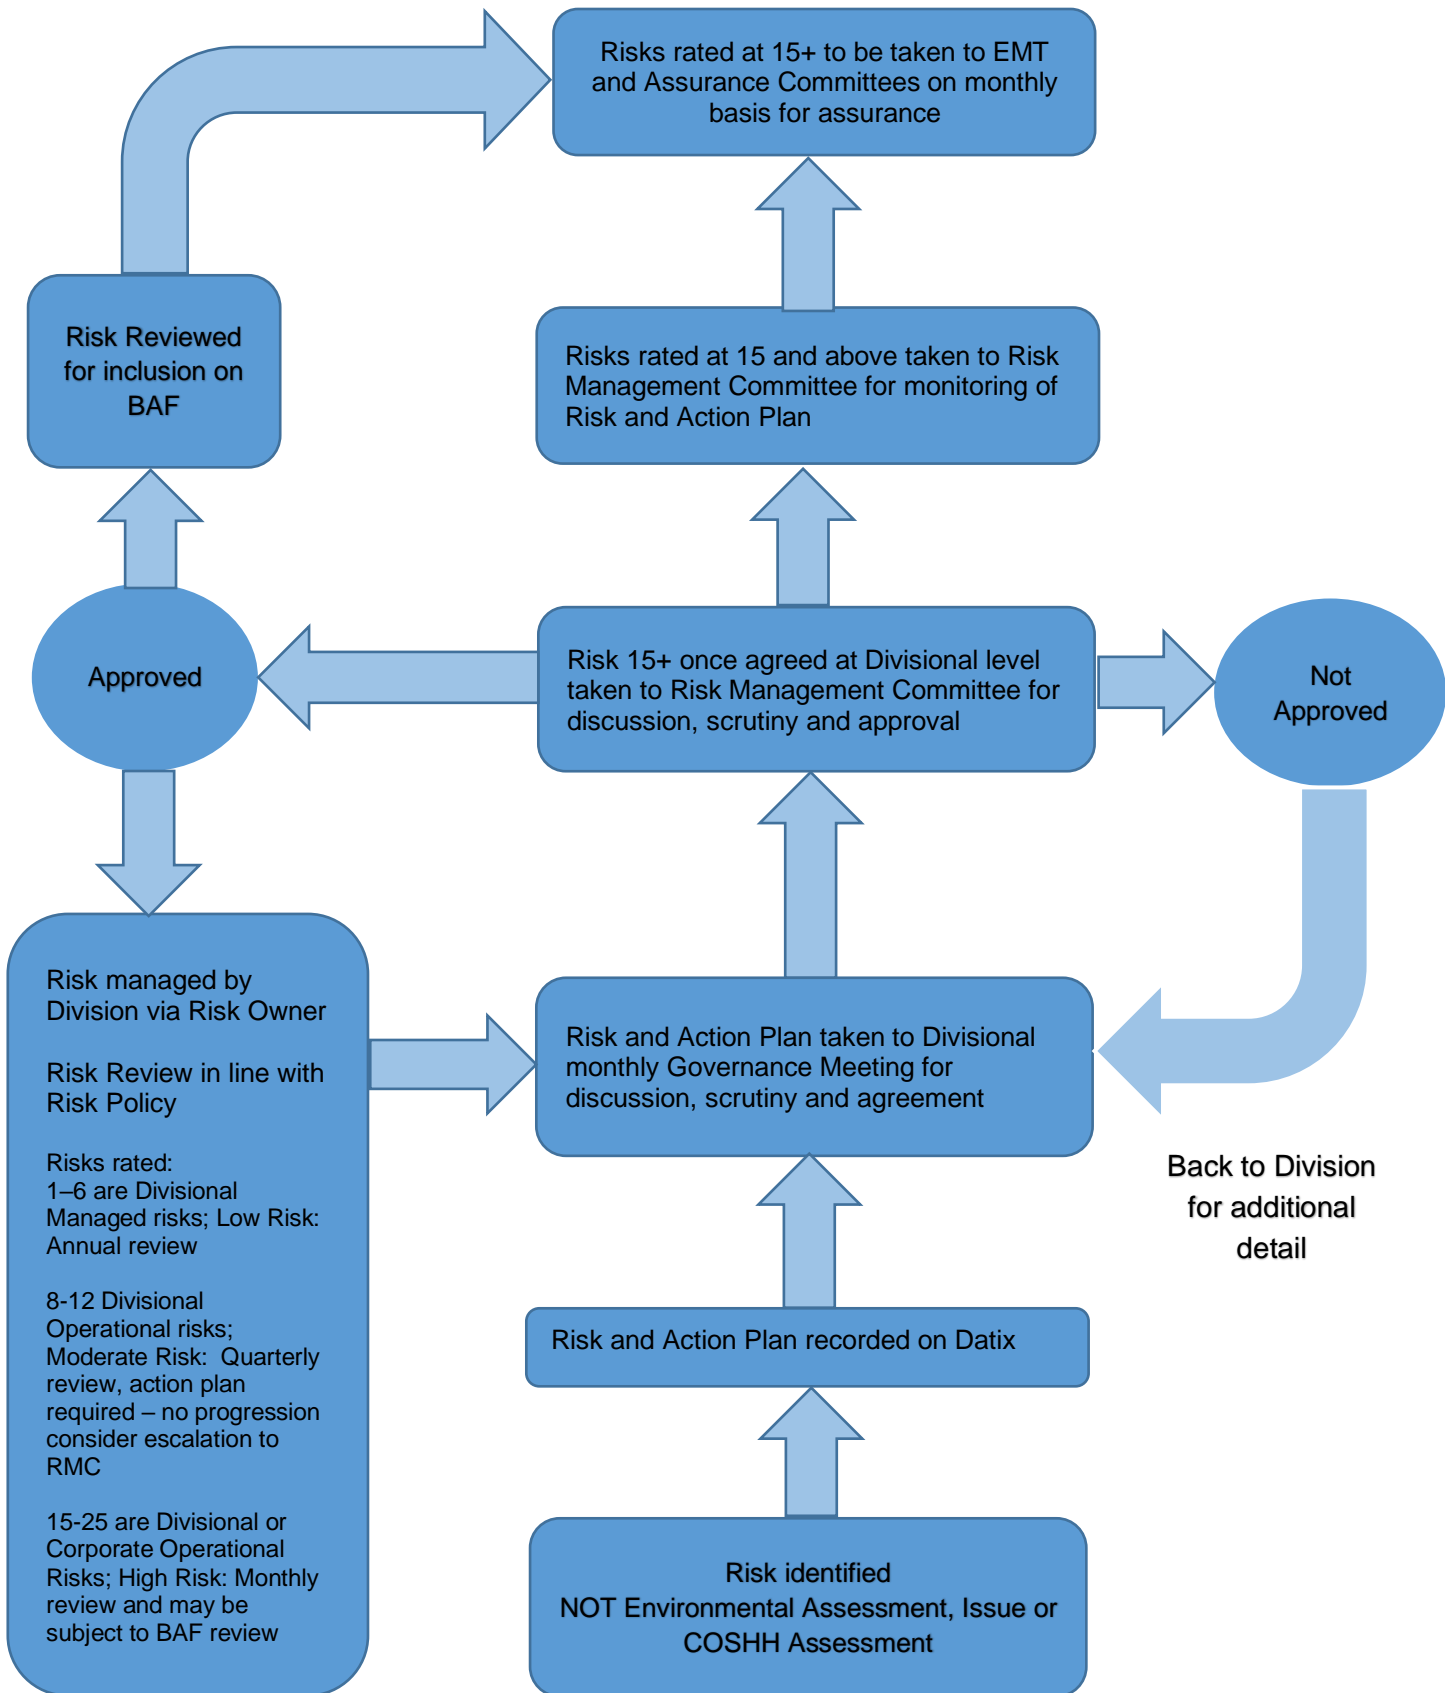 Risks rated at 15+ to be taken to EMT
and Assurance Committees on monthly
basis for assurance
Risk Reviewed
for inclusion on
BAF
Risks rated at 15 and above taken to Risk
Management Committee for monitoring of
Risk and Action Plan
Approved
Risk 15+ once agreed at Divisional level
taken to Risk Management Committee for
discussion, scrutiny and approval
Not
Approved
Risk managed by
Division via Risk Owner
Risk Review in line with
Risk Policy
Risks rated:
1–6 are Divisional
Managed risks; Low Risk:
Annual review
8-12 Divisional
Operational risks;
Moderate Risk:  Quarterly
review, action plan
required – no progression
consider escalation to
RMC
15-25 are Divisional or
Corporate Operational
Risks; High Risk: Monthly
review and may be
subject to BAF review
Risk and Action Plan taken to Divisional
monthly Governance Meeting for
discussion, scrutiny and agreement
Back to Division
for additional
detail
Risk and Action Plan recorded on Datix
Risk identified
NOT Environmental Assessment, Issue or
COSHH Assessment